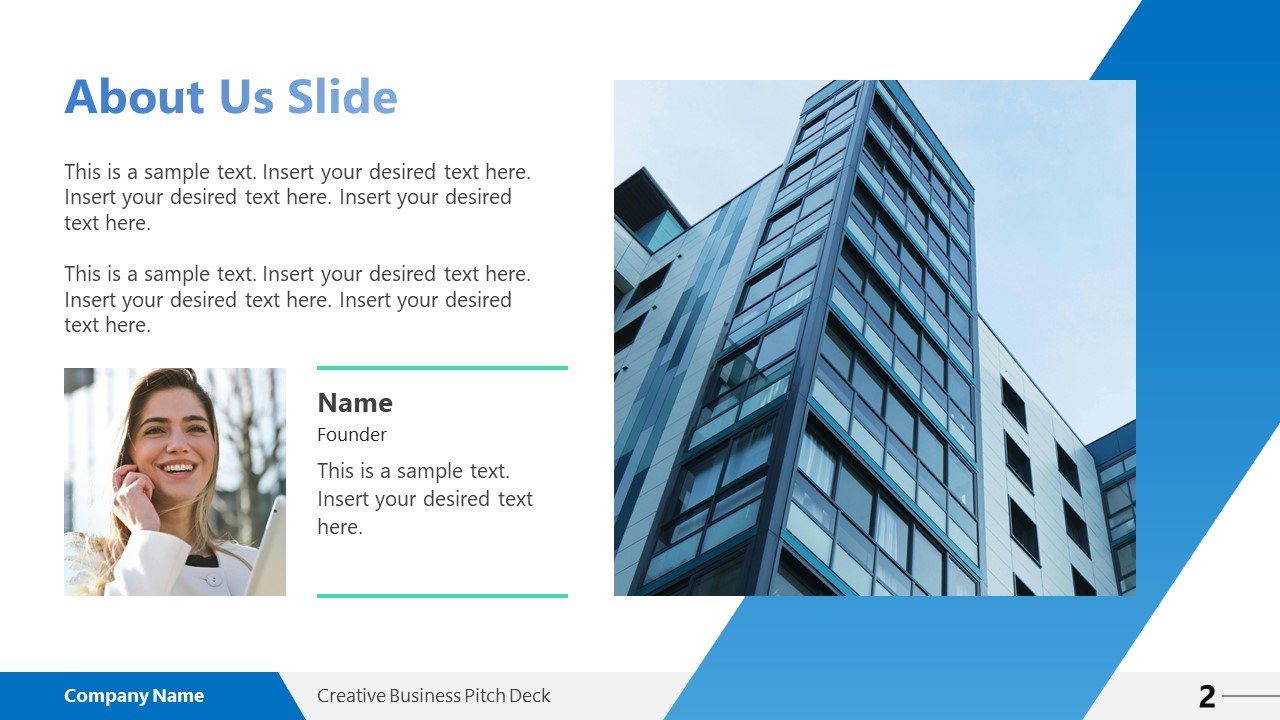 About Us Slide
This is a sample text. Insert your desired text here.
Insert your desired text here. Insert your desired
text here.
This is a sample text. Insert your desired text here.
Insert your desired text here. Insert your desired
text here.
Name
Founder
This is a sample text.
Insert your desired text
here.
Company Name
Creative Business Pitch Deck
2